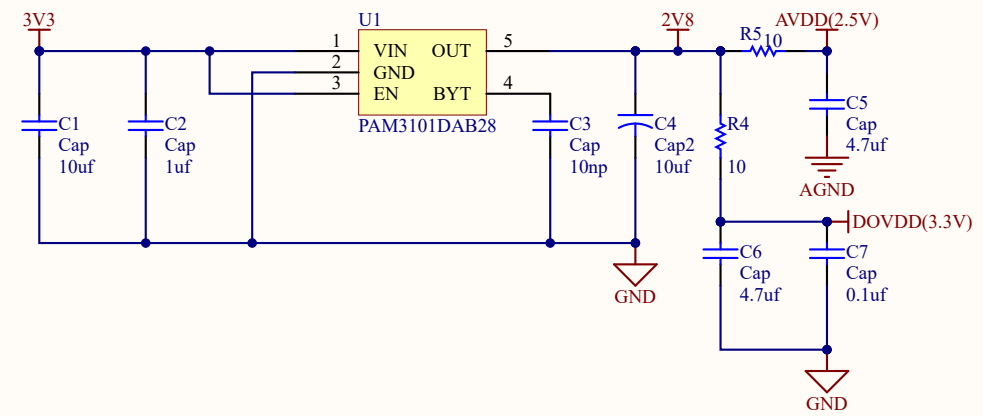 3V3
U1
2V8
AVDD(2.5V)
1
VIN
OUT
5
R5
10
2
GND
3
EN
BYT
4
PAM3101DAB28
C1
Cap
10uf
C2
Cap
1uf
C3
Cap
10np
C4
Cap2
10uf
R4
10
C5
Cap
4.7uf
AGND
DOVDD(3.3V)
GND
C6
Cap
4.7uf
C7
Cap
0.1uf
GND